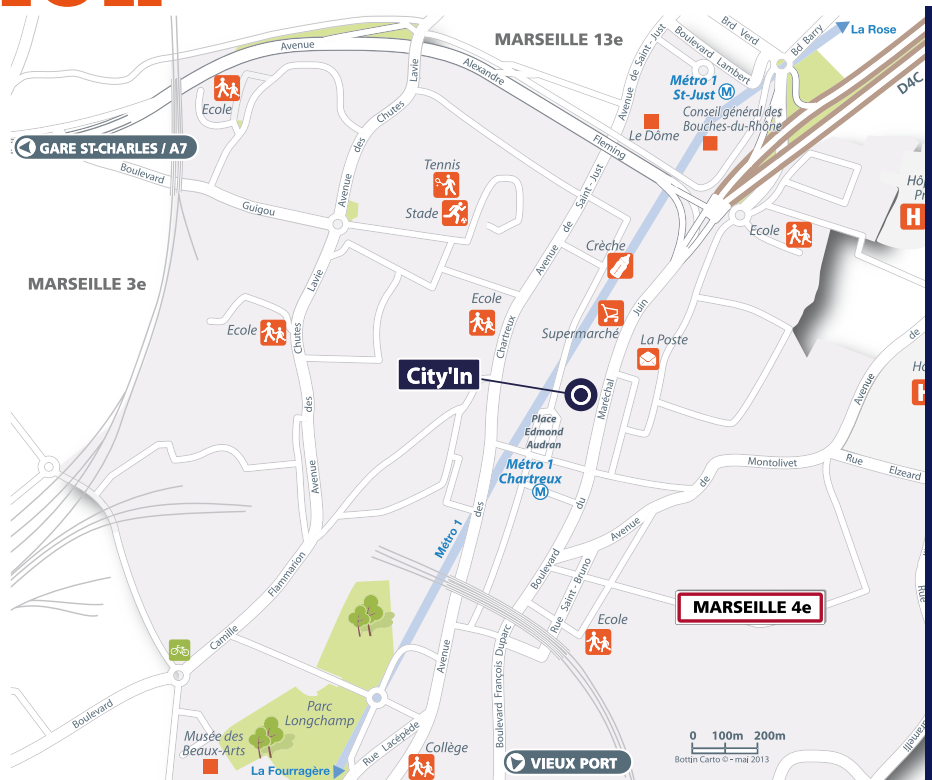 Avenue
Alexandre
Fleming
MARSEILLE 13e
Lavie
Chutes
des
Avenue
Avenue de Saint-Just
Boulevard
Lambert
Brd Verd
Bd Barry
La Rose
D4C
Métro 1
St-Just
M
Conseil général des
Bouches-du-Rhône
Le Dôme
Ecole
GARE ST-CHARLES / A7
Boulevard
Guigou
Tennis
Stade
Saint - Just
de
Avenue
Crèche
Ecole
H
MARSEILLE 3e
Lavie
Chutes
des
Avenue
Ecole
Ecole
Chartreux
des
Avenue
Supermarché
Juin
Maréchal
du
Boulevard
La Poste
City'In
Place
Edmond
Audran
Métro 1
Chartreux
M
Avenue
de
H
Montolivet
de
Avenue
Rue
Elzeard
Métro 1
Flammarion
Camille
Boulevard
Rue Saint-Bruno
MARSEILLE 4e
Ecole
Boulevard François Duparc
Parc
Longchamp
Musée des
Beaux-Arts
La Fourragère
Rue Lacépède
Collège
VIEUX PORT
0 100m 200m
Bottin Carto © - mai 2013
Rue